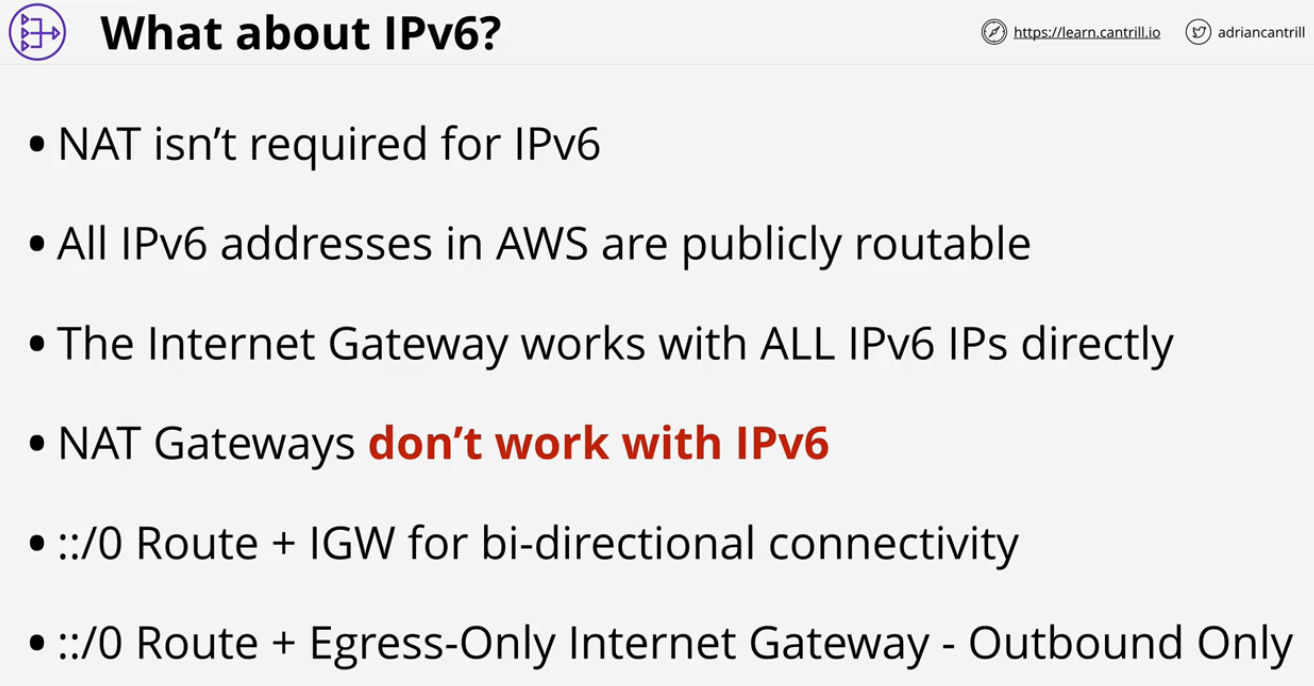 What about IPv6?
https://learn.cantrill.io
adriancantrill
• NAT isn’t required for IPv6
• All IPv6 addresses in AWS are publicly routable
• The Internet Gateway works with ALL IPv6 IPs directly
• NAT Gateways don’t work with IPv6
• ::/0 Route + IGW for bi-directional connectivity
• ::/0 Route + Egress-Only Internet Gateway - Outbound Only